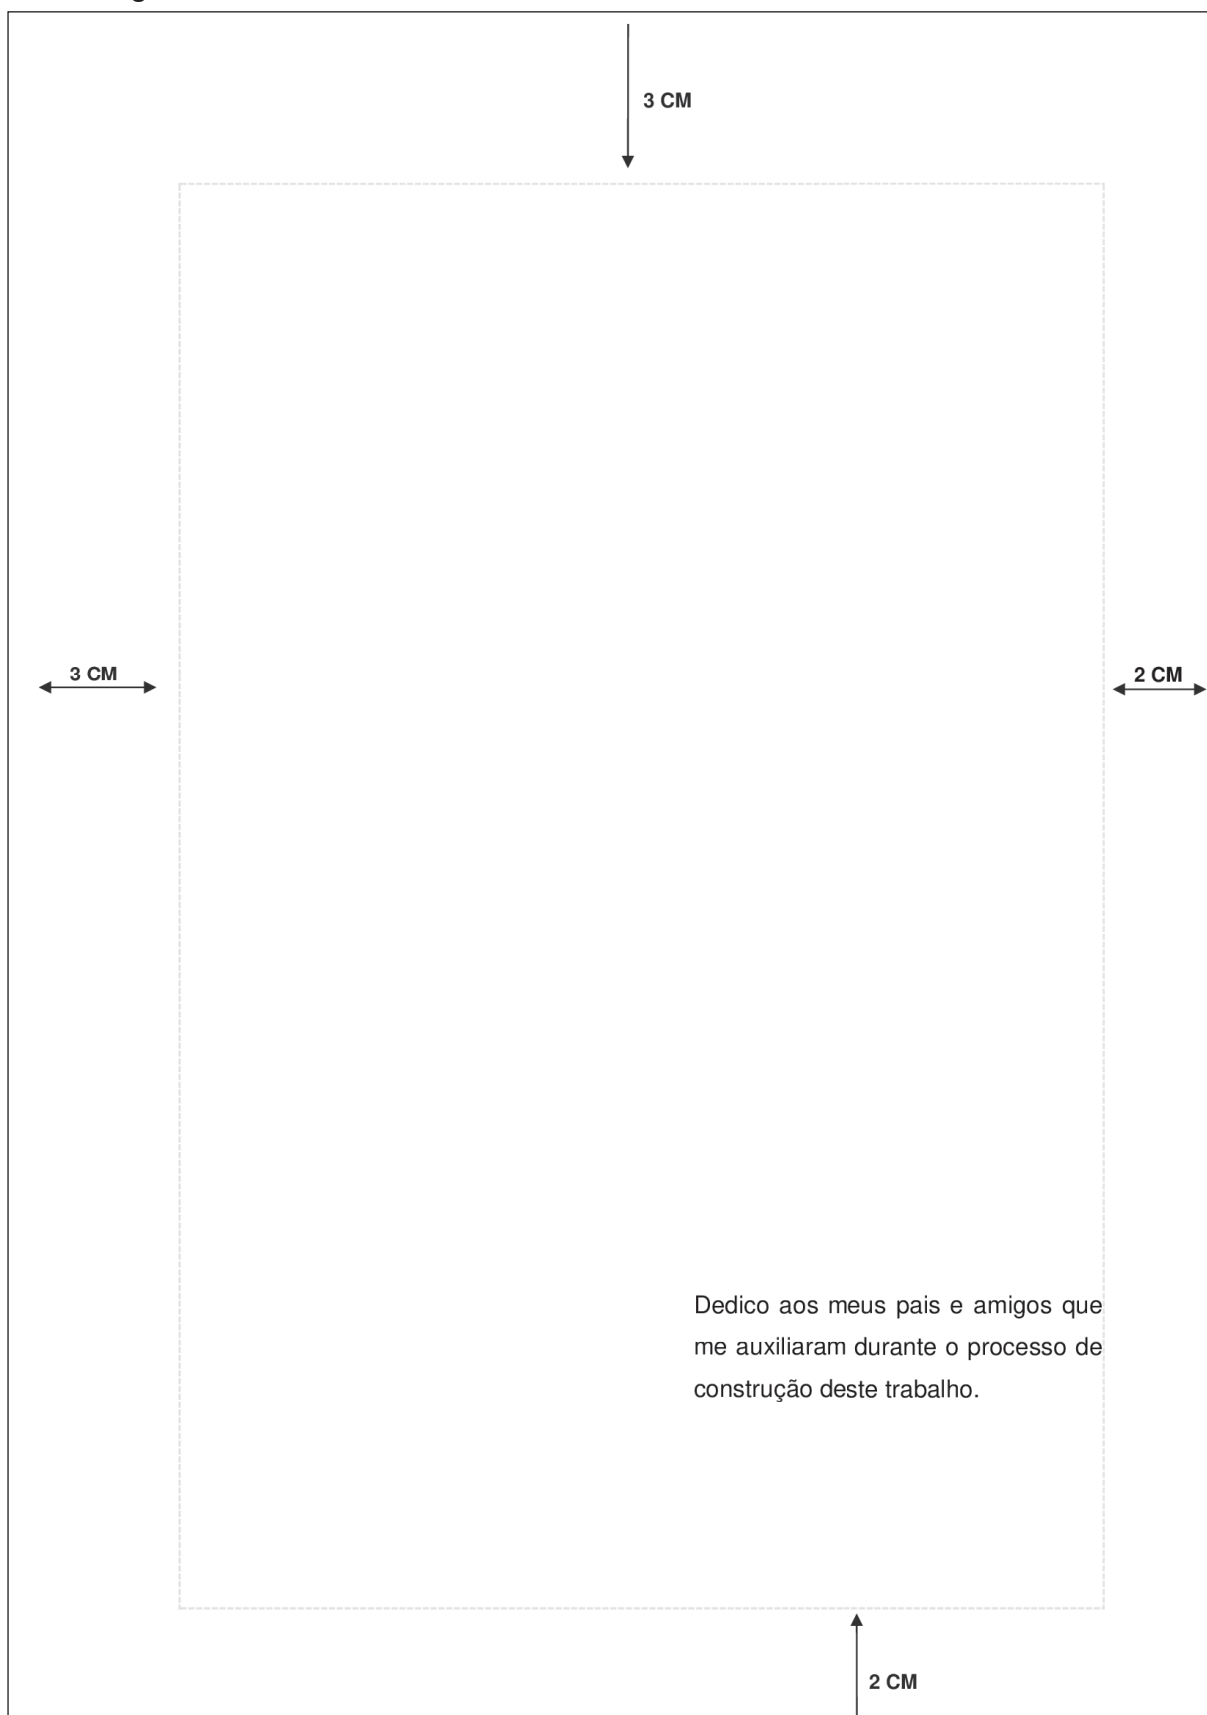 3 CM
3 CM
2 CM
Dedico aos meus pais e amigos que
me auxiliaram durante o processo de
construção deste trabalho.
2 CM